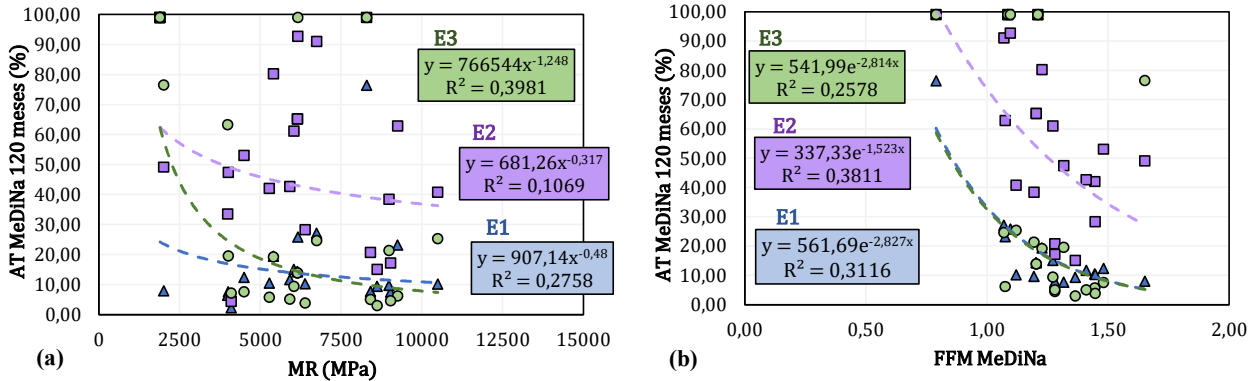 AT MeDiNa 120 meses (%)
100,00
90,00
80,00
70,00
60,00
50,00
40,00
30,00
20,00
10,00
0,00
E3
y = 766544x^-1,248
R² = 0,3981
E2
y = 681,26x^-0,317
R² = 0,1069
E1
y = 907,14x^-0,48
R² = 0,2758
0 2500 5000 7500 10000 12500 15000
(a)
MR (MPa)
AT MeDiNa 120 meses (%)
100,00
90,00
80,00
70,00
60,00
50,00
40,00
30,00
20,00
10,00
0,00
E3
y = 541,99e^-2,814x
R² = 0,2578
E2
y = 337,33e^-1,523x
R² = 0,3811
E1
y = 561,69e^-2,827x
R² = 0,3116
0,00 0,50 1,00 1,50 2,00
(b)
FFM MeDiNa